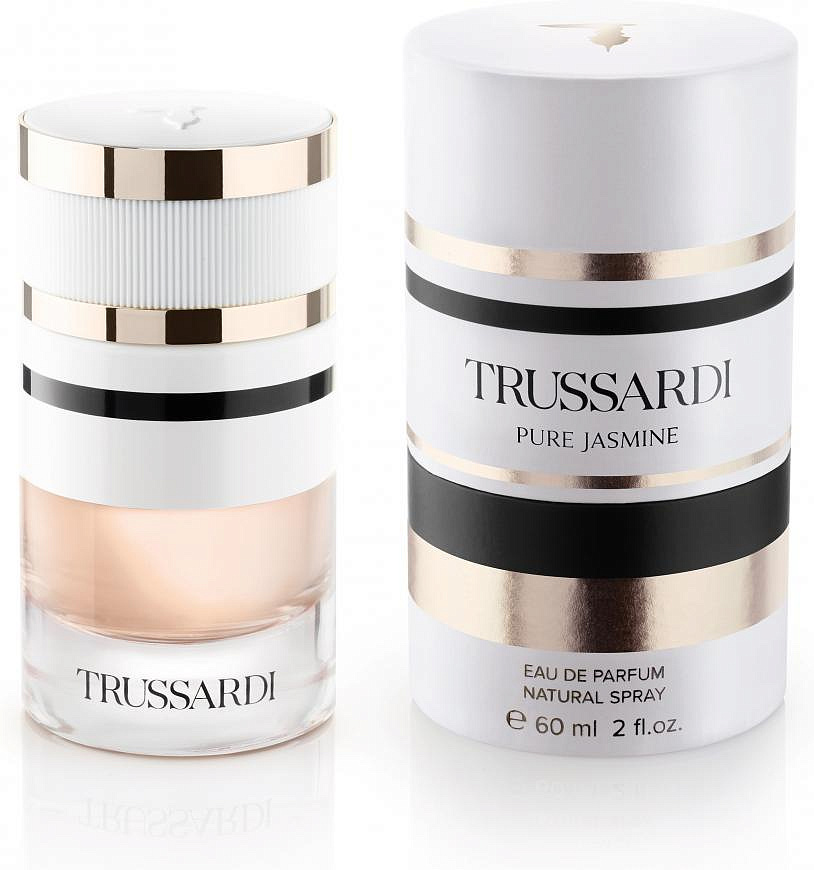 TRUSSARDI
PURE JASMINE
EAU DE PARFUM
NATURAL SPRAY
℮ 60 ml 2 fl.oz.
TRUSSARDI